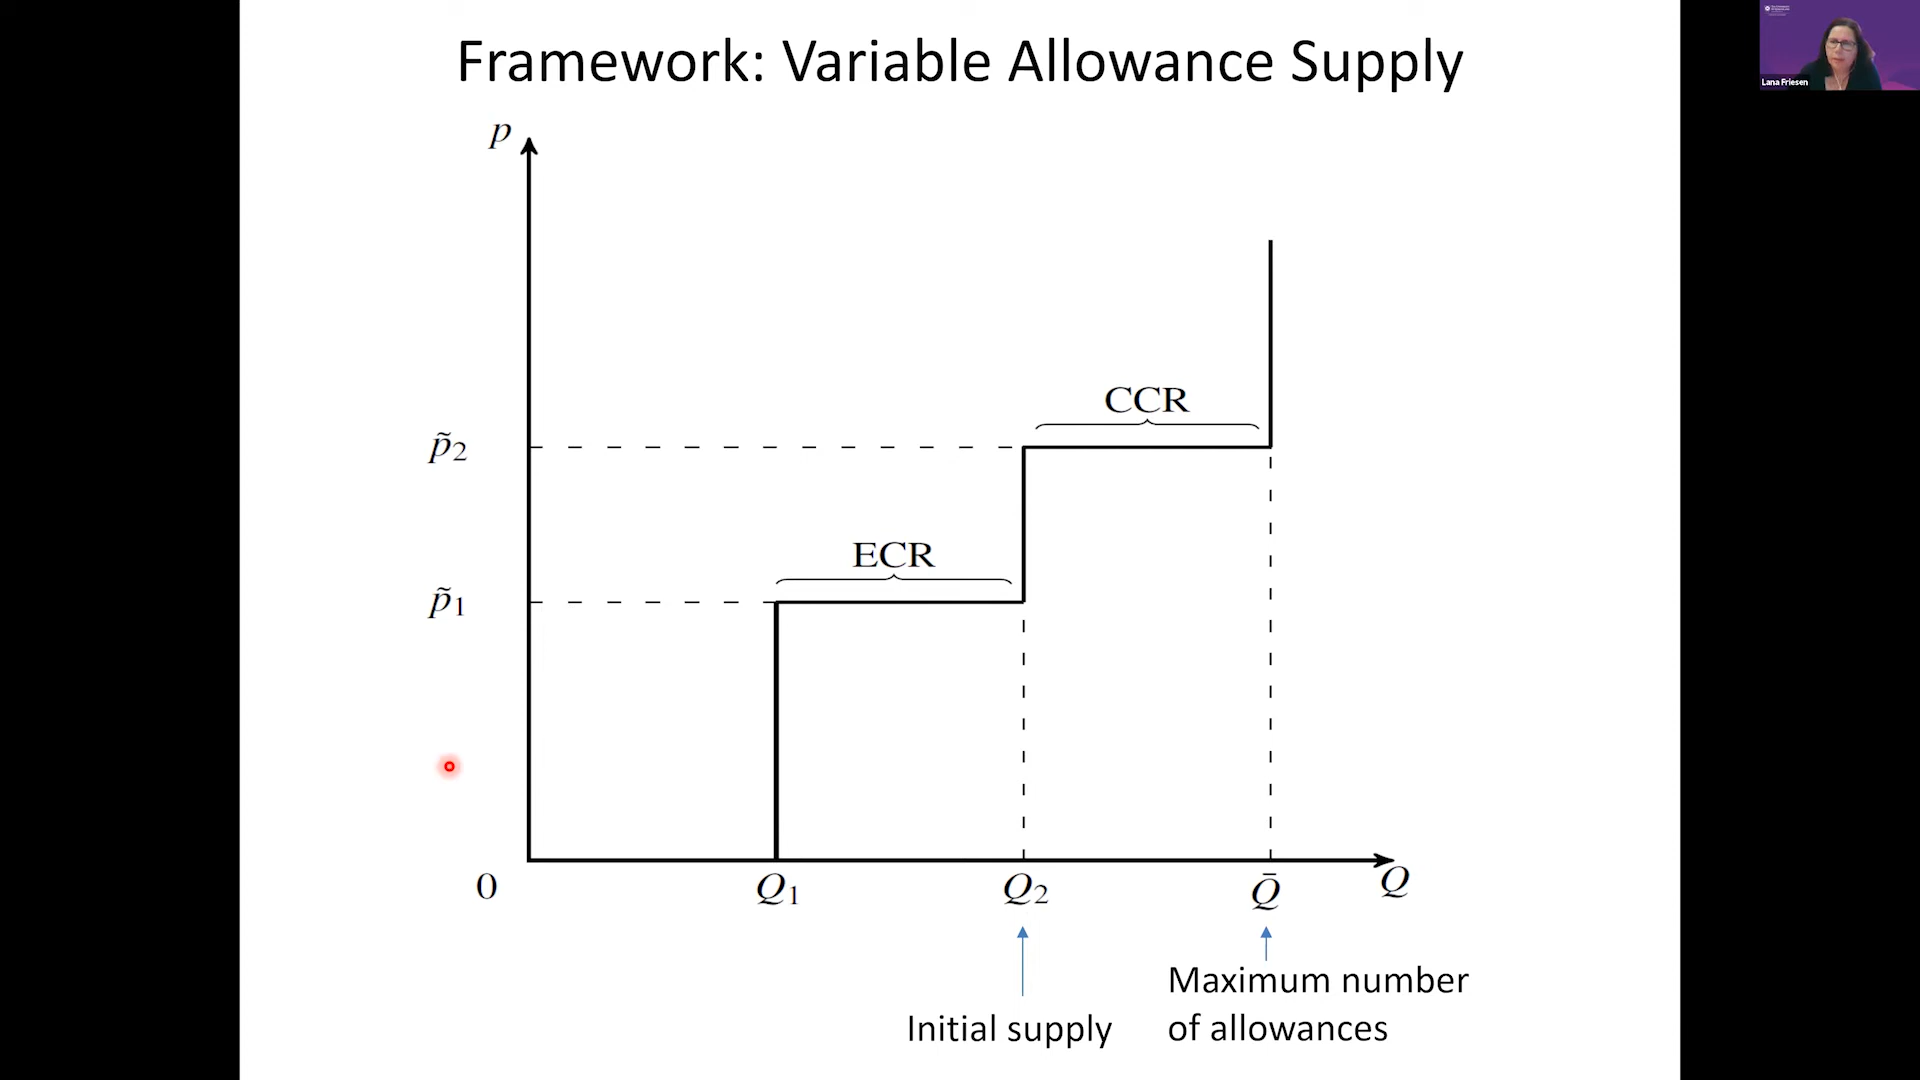 Framework: Variable Allowance Supply
Lana Friesen
p
CCR
p̃2
ECR
p̃1
0
Q1
Q2
Q̄
Q
Maximum number
of allowances
Initial supply